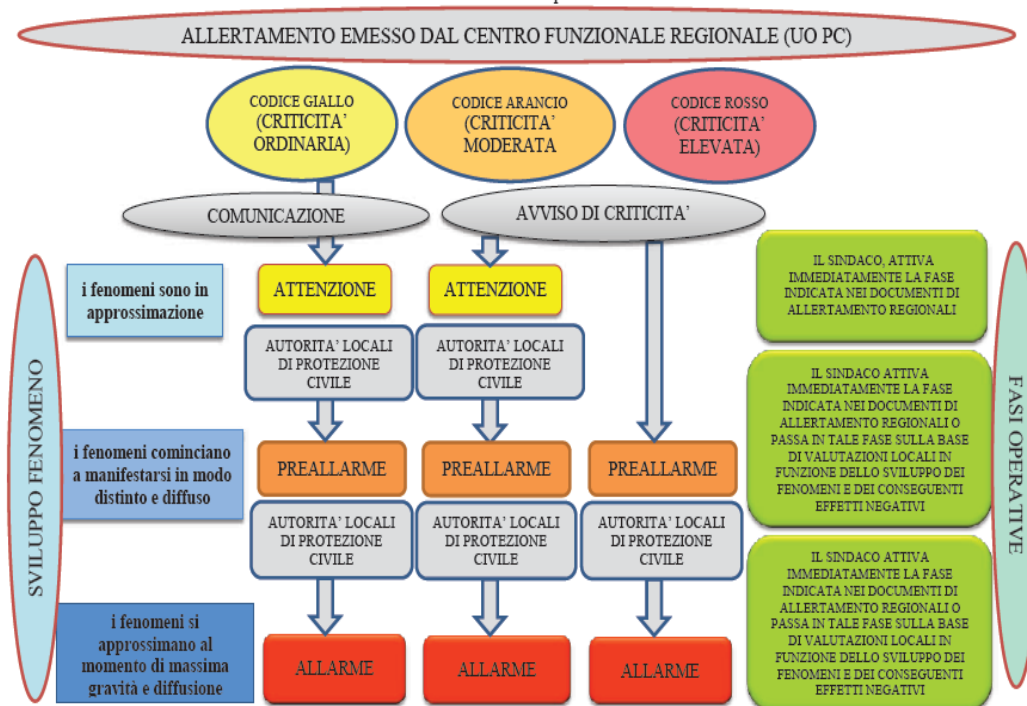 ALLERTAMENTO EMESSO DAL CENTRO FUNZIONALE REGIONALE (UO PC)
CODICE GIALLO
(CRITICITA’
ORDINARIA)
CODICE ARANCIO
(CRITICITA’
MODERATA
CODICE ROSSO
(CRITICITA’
ELEVATA)
COMUNICAZIONE
AVVISO DI CRITICITA’
SVILUPPO FENOMENO
i fenomeni sono in
approssimazione
ATTENZIONE
ATTENZIONE
IL SINDACO, ATTIVA
IMMEDIATAMENTE LA FASE
INDICATA NEI DOCUMENTI DI
ALLERTAMENTO REGIONALI
FASI OPERATIVE
AUTORITA’ LOCALI
DI PROTEZIONE
CIVILE
AUTORITA’ LOCALI
DI PROTEZIONE
CIVILE
i fenomeni cominciano
a manifestarsi in modo
distinto e diffuso
PREALLARME
PREALLARME
PREALLARME
IL SINDACO ATTIVA
IMMEDIATAMENTE LA FASE
INDICATA NEI DOCUMENTI DI
ALLERTAMENTO REGIONALI O
PASSA IN TALE FASE SULLA BASE
DI VALUTAZIONI LOCALI IN
FUNZIONE DELLO SVILUPPO DEI
FENOMENI E DEI CONSEGUENTI
EFFETTI NEGATIVI
AUTORITA’ LOCALI
DI PROTEZIONE
CIVILE
AUTORITA’ LOCALI
DI PROTEZIONE
CIVILE
AUTORITA’ LOCALI
DI PROTEZIONE
CIVILE
i fenomeni si
approssimano al
momento di massima
gravità e diffusione
ALLARME
ALLARME
ALLARME
IL SINDACO ATTIVA
IMMEDIATAMENTE LA FASE
INDICATA NEI DOCUMENTI DI
ALLERTAMENTO REGIONALI O
PASSA IN TALE FASE SULLA BASE
DI VALUTAZIONI LOCALI IN
FUNZIONE DELLO SVILUPPO DEI
FENOMENI E DEI CONSEGUENTI
EFFETTI NEGATIVI